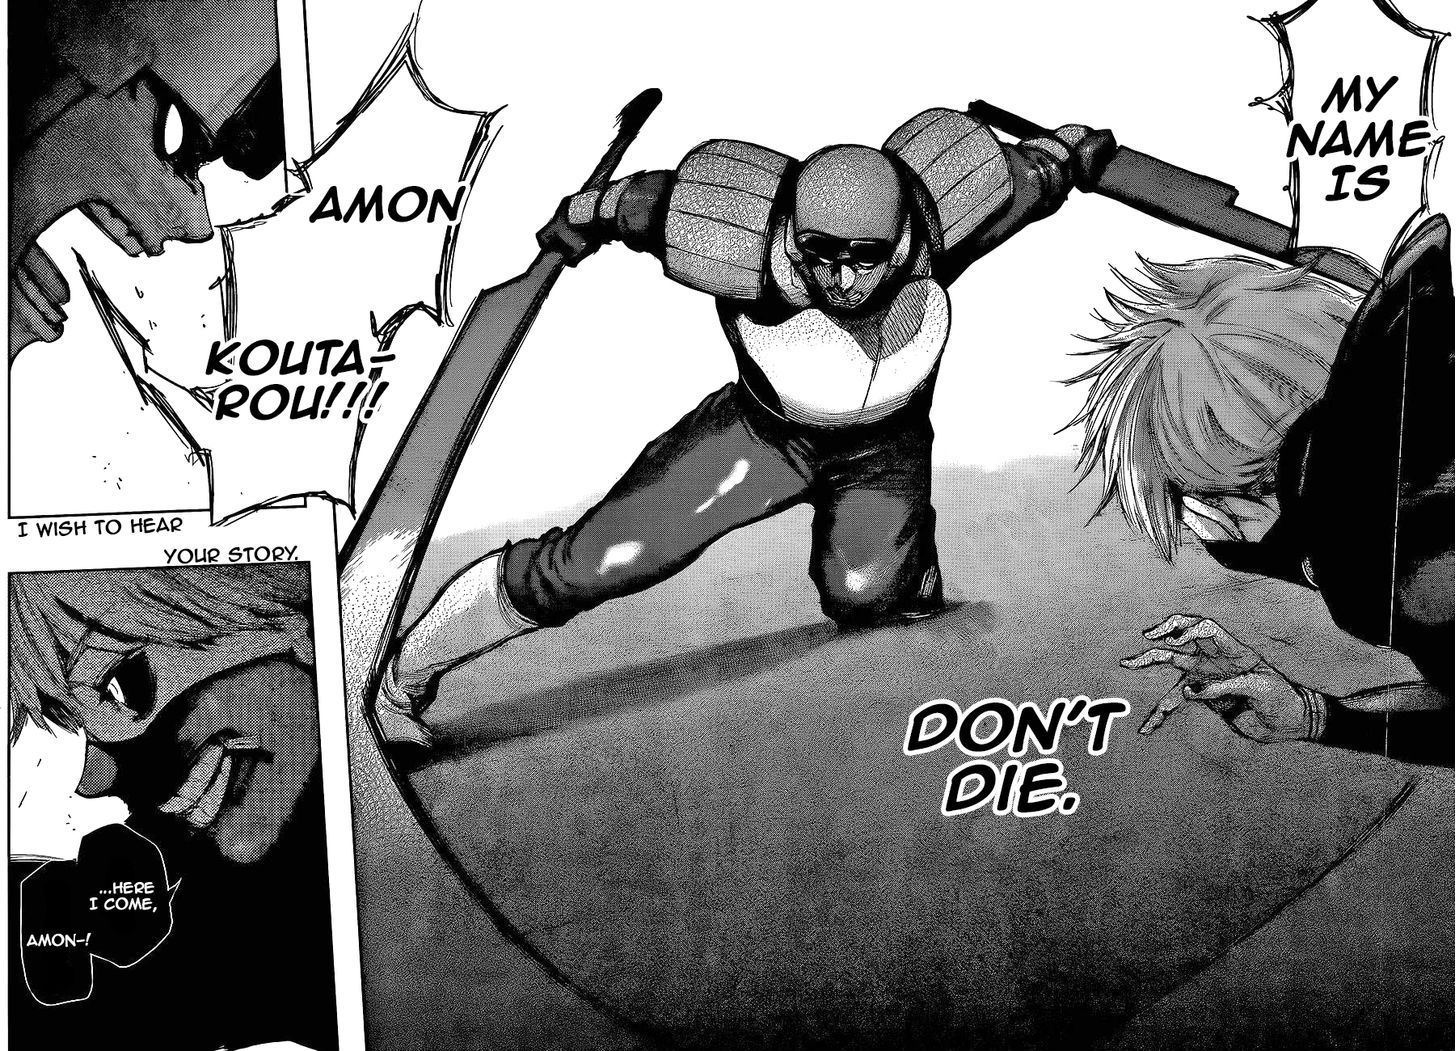 MY
NAME
IS
AMON
KOUTA-
ROU!!!
DON'T
DIE.
I WISH TO HEAR
YOUR STORY.
...HERE
I COME,
AMON-!